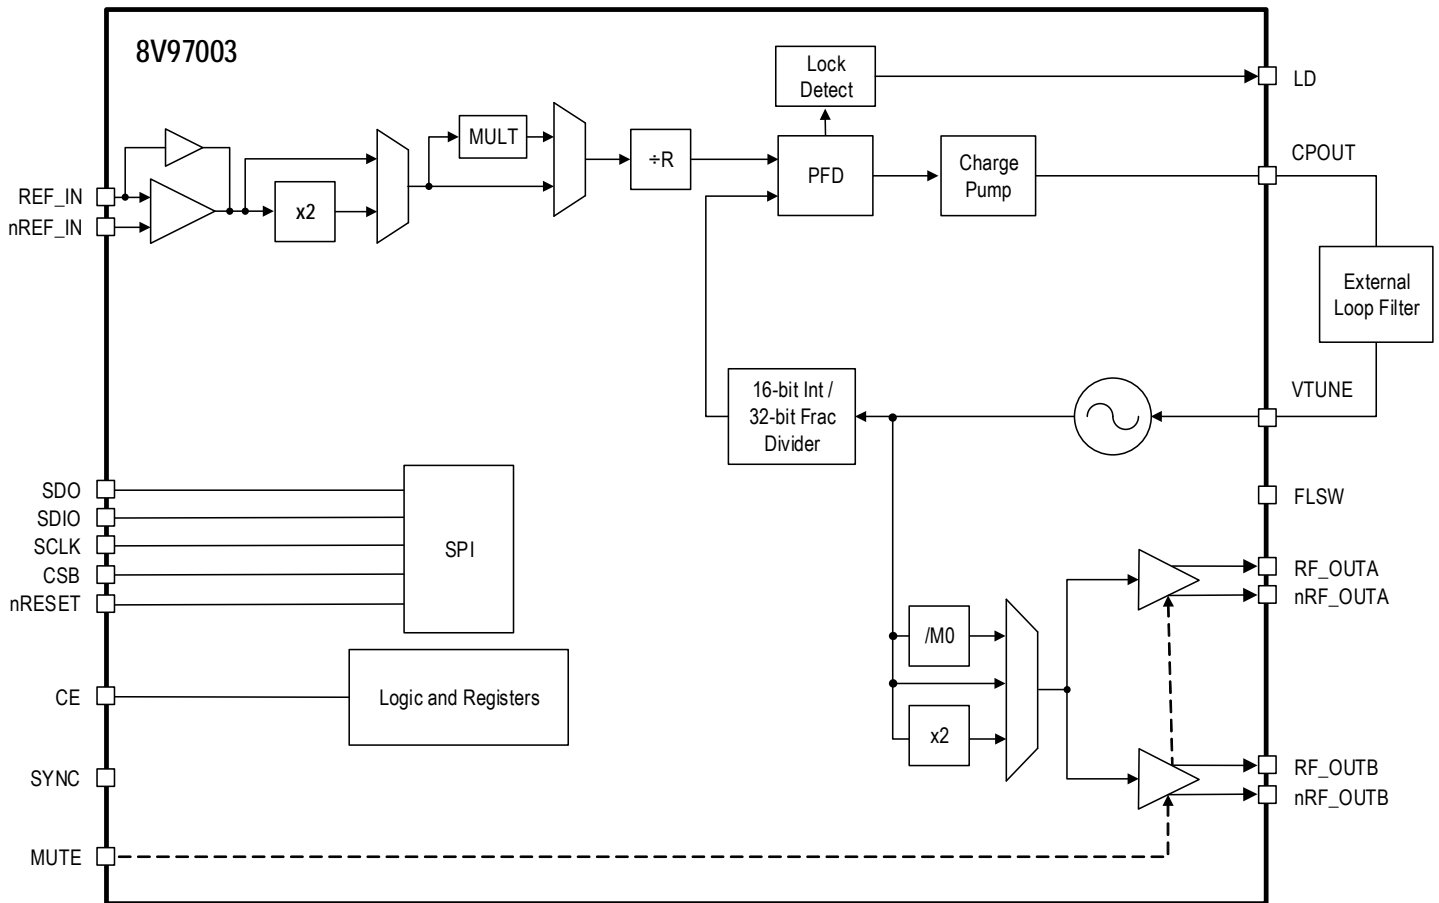 8V97003
Lock
Detect
LD
MULT
÷R
PFD
Charge
Pump
CPOUT
REF_IN
nREF_IN
x2
External
Loop Filter
16-bit Int /
32-bit Frac
Divider
VTUNE
SDO
SDIO
SCLK
CSB
nRESET
SPI
FLSW
RF_OUTA
nRF_OUTA
/M0
CE
Logic and Registers
x2
SYNC
RF_OUTB
nRF_OUTB
MUTE